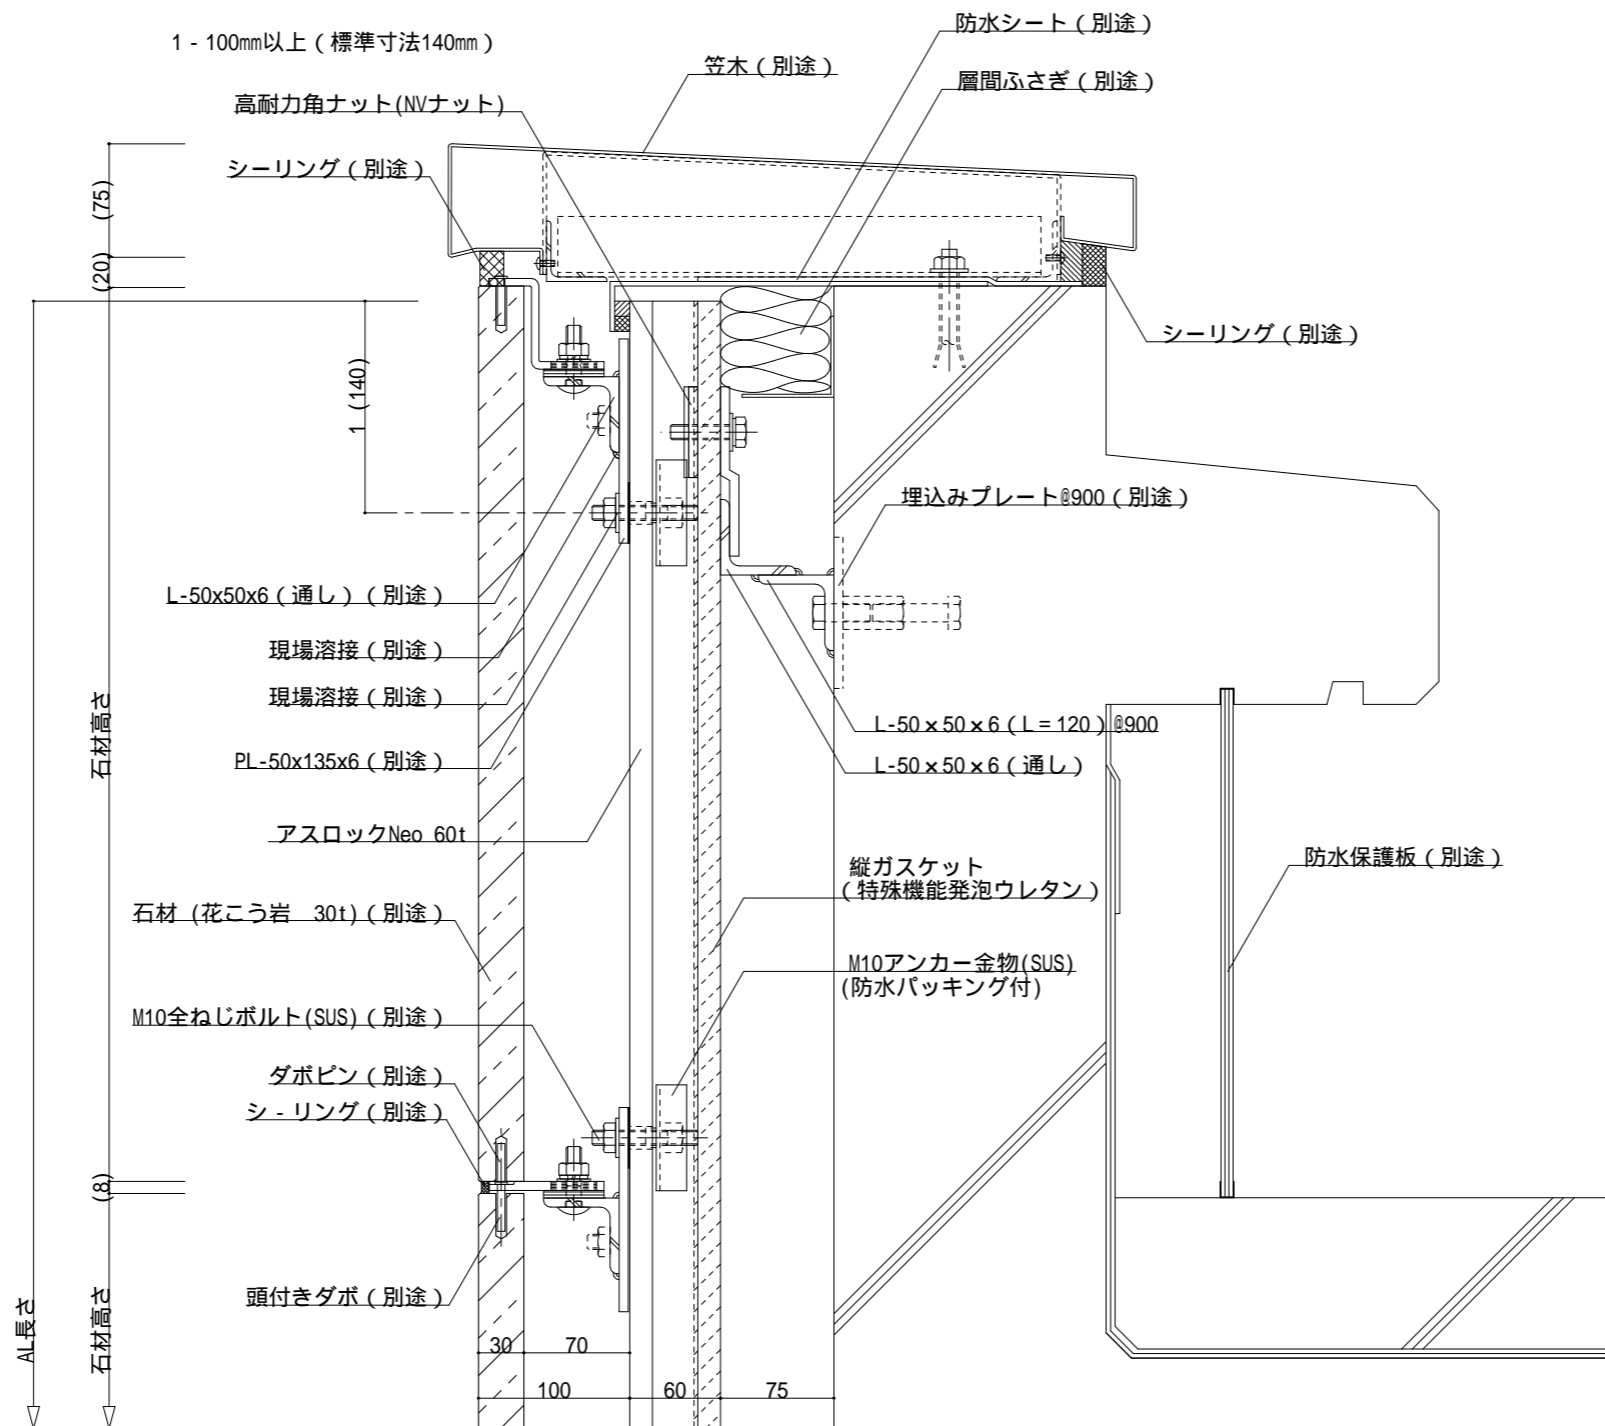 1 - 100mm以上（標準寸法140mm）
防水シート（別途）
笠木（別途）
層間ふさぎ（別途）
高耐力角ナット(NVナット)
シーリング（別途）
(75)
(20)
シーリング（別途）
1 (140)
埋込みプレート@900（別途）
L-50x50x6（通し）（別途）
現場溶接（別途）
現場溶接（別途）
石材高さ
L-50×50×6（L=120）@900
PL-50x135x6（別途）
L-50×50×6（通し）
アスロックNeo 60t
縦ガスケット
（特殊機能発泡ウレタン）
防水保護板（別途）
石材 (花こう岩　30t)（別途）
M10アンカー金物(SUS)
(防水パッキング付)
M10全ねじボルト(SUS)（別途）
ダボピン（別途）
シ - リング（別途）
(8)
頭付きダボ（別途）
AL長さ
石材高さ
30
70
100
60
75